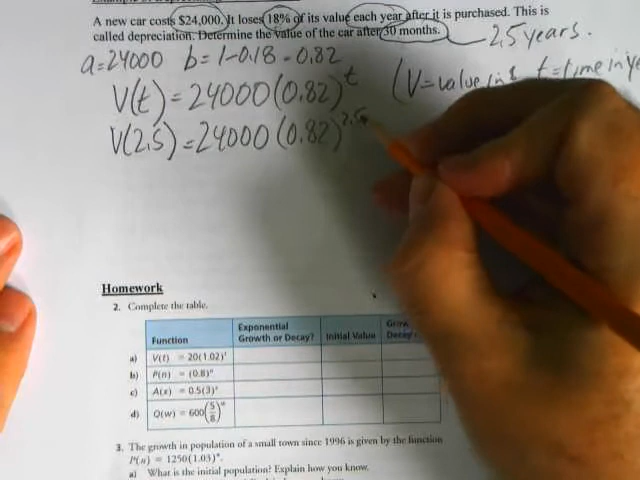 A new car costs $24,000. It loses 18% of its value each year after it is purchased. This is
called depreciation. Determine the value of the car after 30 months. 2,5 years.
a=24000 b=1-0.18=0.82
V(t)=24000(0.82)^t (V=value in $ t=time in ye
V(2.5)=24000(0.82)^2.5
Homework
2. Complete the table.
Function Exponential Growth or Decay? Initial Value
a) V(t) = 20(1.02)^t
b) P(n) = (0.8)^n
c) A(x) = 0.5(3)^x
d) Q(w) = 600(5/8)^w
3. The growth in population of a small town since 1996 is given by the function
P(n) = 1250(1.03)^n.
a) What is the initial population? Explain how you know.